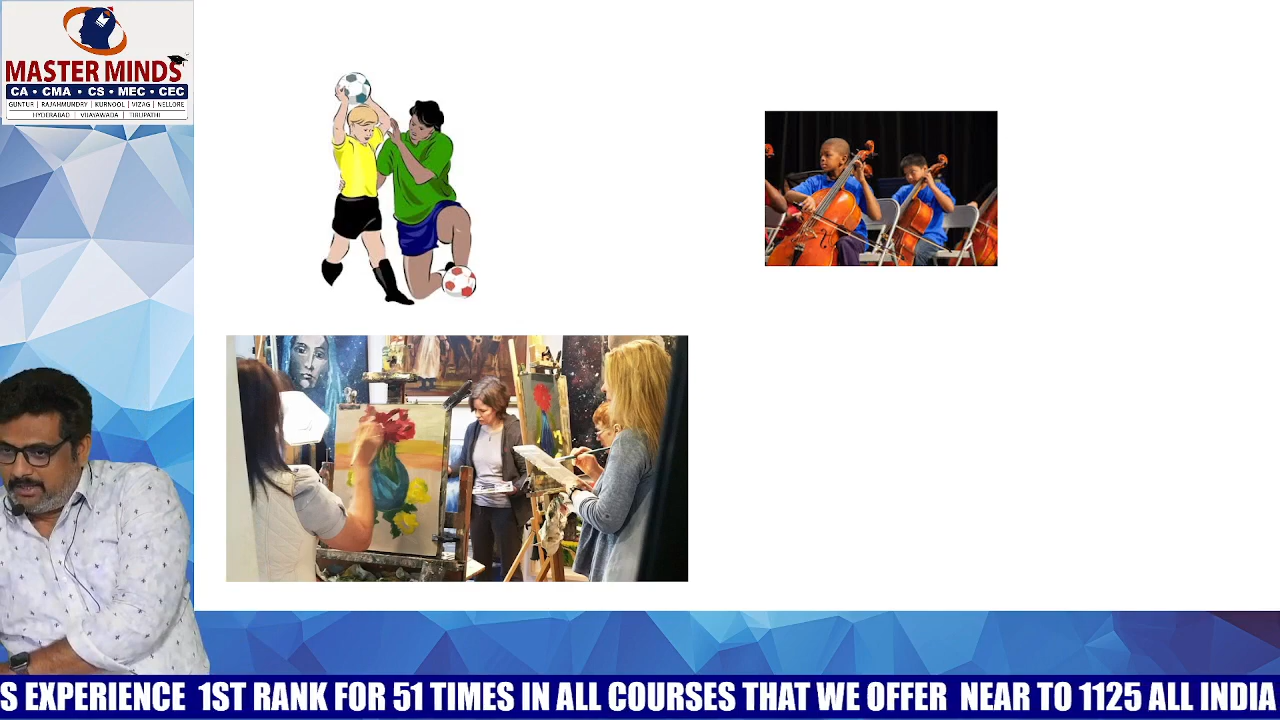 MASTER MINDS
CA • CMA • CS • MEC • CEC
GUNTUR | RAJAHMUNDRY | KURNOOL | VIZAG | NELLORE
HYDERABAD | VIJAYAWADA | TIRUPATHI
S EXPERIENCE 1ST RANK FOR 51 TIMES IN ALL COURSES THAT WE OFFER NEAR TO 1125 ALL INDIA